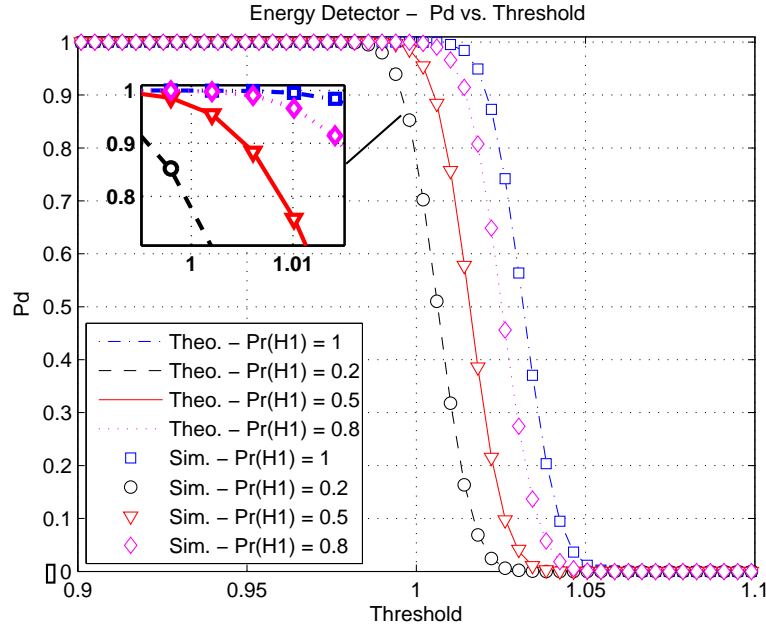 Energy Detector – Pd vs. Threshold
1
0.9
0.8
0.7
0.6
0.5
0.4
0.3
0.2
0.1
0
Pd
1
0.9
0.8
1
1.01
Theo. – Pr(H1) = 1
Theo. – Pr(H1) = 0.2
Theo. – Pr(H1) = 0.5
Theo. – Pr(H1) = 0.8
Sim. – Pr(H1) = 1
Sim. – Pr(H1) = 0.2
Sim. – Pr(H1) = 0.5
Sim. – Pr(H1) = 0.8
0.9
0.95
1
1.05
1.1
Threshold